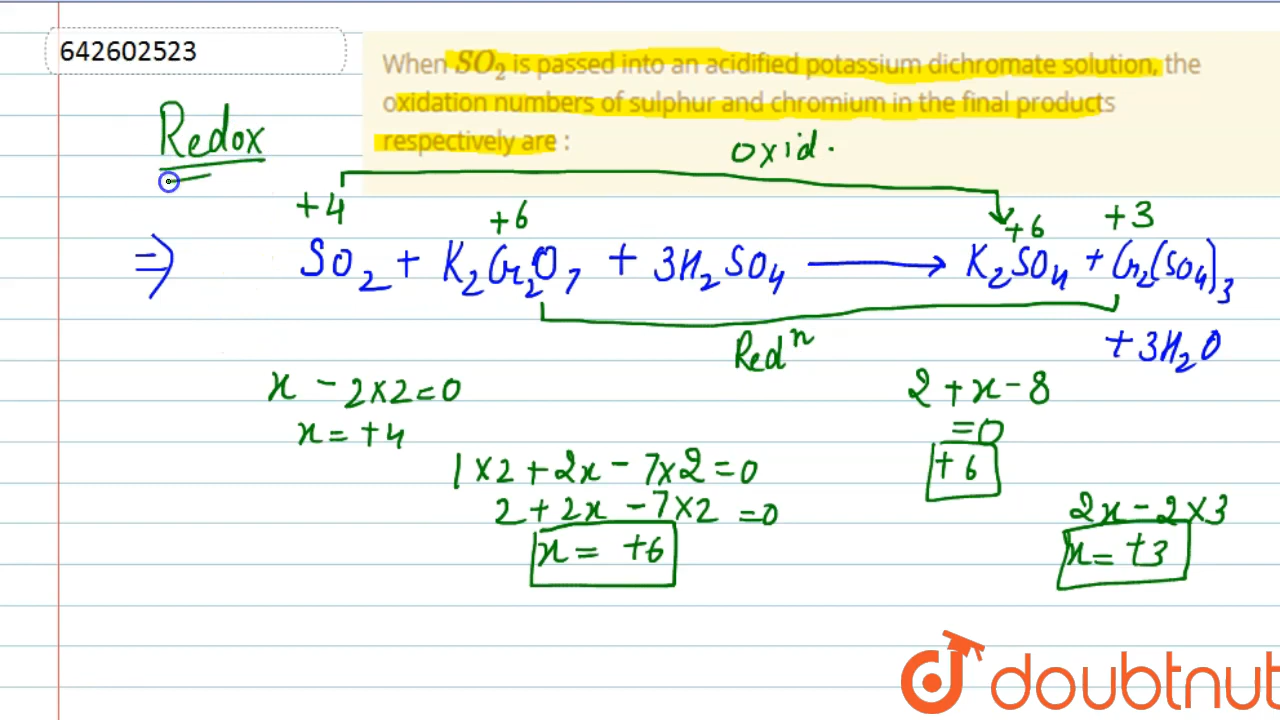 642602523
When SO₂ is passed into an acidified potassium dichromate solution, the
oxidation numbers of sulphur and chromium in the final products
respectively are :
Redox
oxid.
+4 +6 +6 +3
⇒ SO₂ + K₂Cr₂O₇ + 3H₂SO₄ → K₂SO₄ + Cr₂(SO₄)₃
+ 3H₂O
Redⁿ
x - 2×2=0
x = +4
1×2 + 2x - 7×2 = 0
2 + 2x - 7×2 = 0
x = +6
2 + x - 8
= 0
+6
2x - 2×3
x = +3
doubtnut